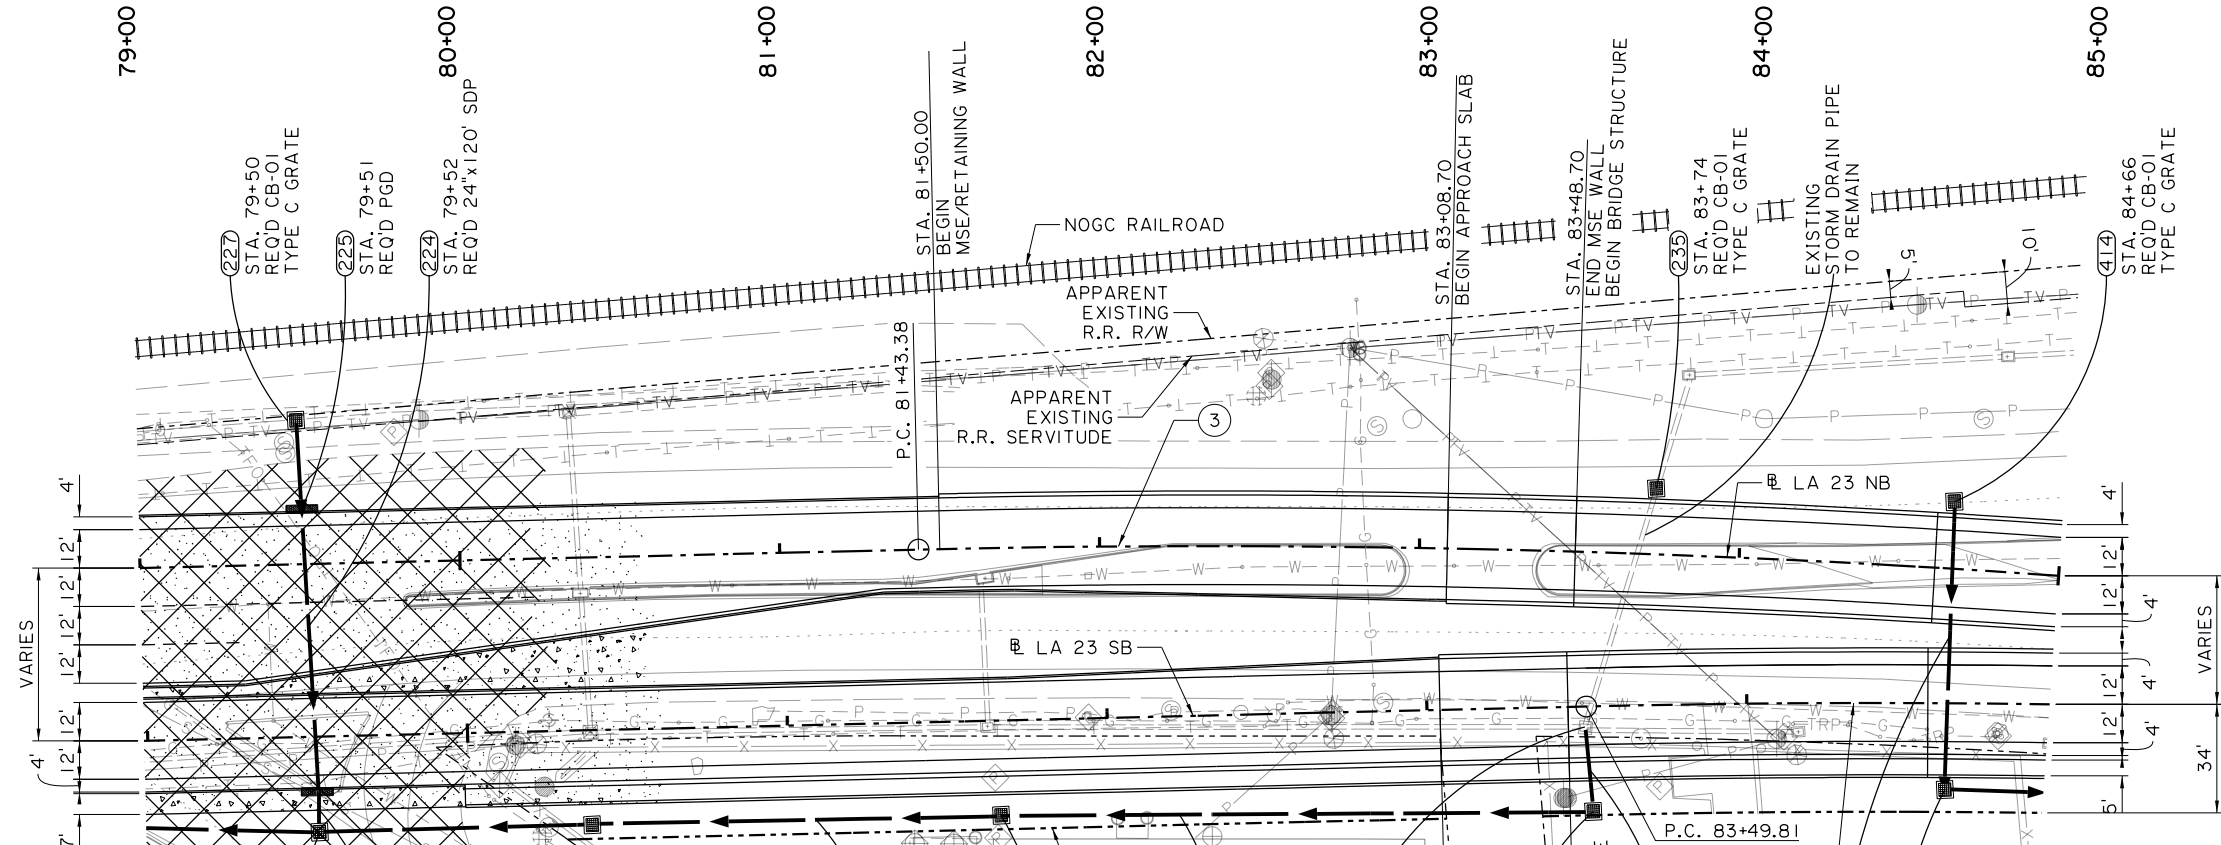 79+00
80+00
81+00
82+00
83+00
84+00
85+00
227
STA. 79+50
REQ'D CB-01
TYPE C GRATE
225
STA. 79+51
REQ'D PGD
224
STA. 79+52
REQ'D 24"x120' SDP
STA. 81+50.00
BEGIN
MSE/RETAINING WALL
NOGC RAILROAD
STA. 83+08.70
BEGIN APPROACH SLAB
STA. 83+48.70
END MSE WALL
BEGIN BRIDGE STRUCTURE
235
STA. 83+74
REQ'D CB-01
TYPE C GRATE
EXISTING
STORM DRAIN PIPE
TO REMAIN
414
STA. 84+66
REQ'D CB-01
TYPE C GRATE
5'
10'
APPARENT
EXISTING
R.R. R/W
P.C. 81+43.38
APPARENT
EXISTING
R.R. SERVITUDE
3
BL LA 23 NB
BL LA 23 SB
P.C. 83+49.81
VARIES
4'
12'
12'
12'
12'
12'
12'
4'
7'
4'
12'
12'
4'
4'
12'
12'
4'
5'
VARIES
34'